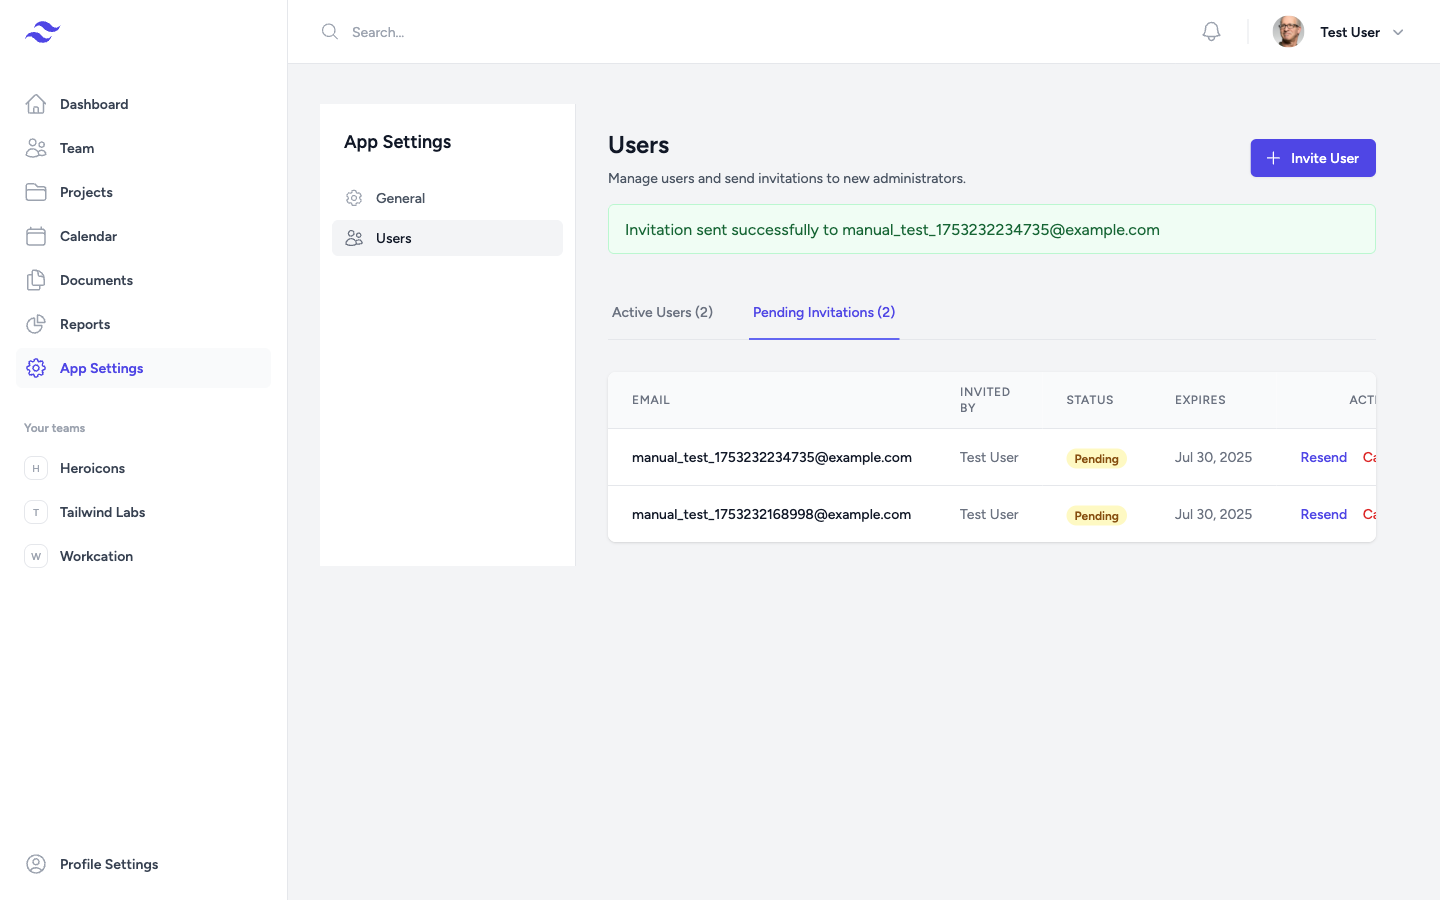 Search...
Test User
Dashboard
Team
Projects
Calendar
Documents
Reports
App Settings
Your teams
H Heroicons
T Tailwind Labs
W Workcation
Profile Settings
App Settings
General
Users
Users
Manage users and send invitations to new administrators.
Invite User
Invitation sent successfully to manual_test_1753232234735@example.com
Active Users (2) Pending Invitations (2)
EMAIL INVITED BY STATUS EXPIRES
manual_test_1753232234735@example.com Test User Pending Jul 30, 2025 Resend
manual_test_1753232168998@example.com Test User Pending Jul 30, 2025 Resend